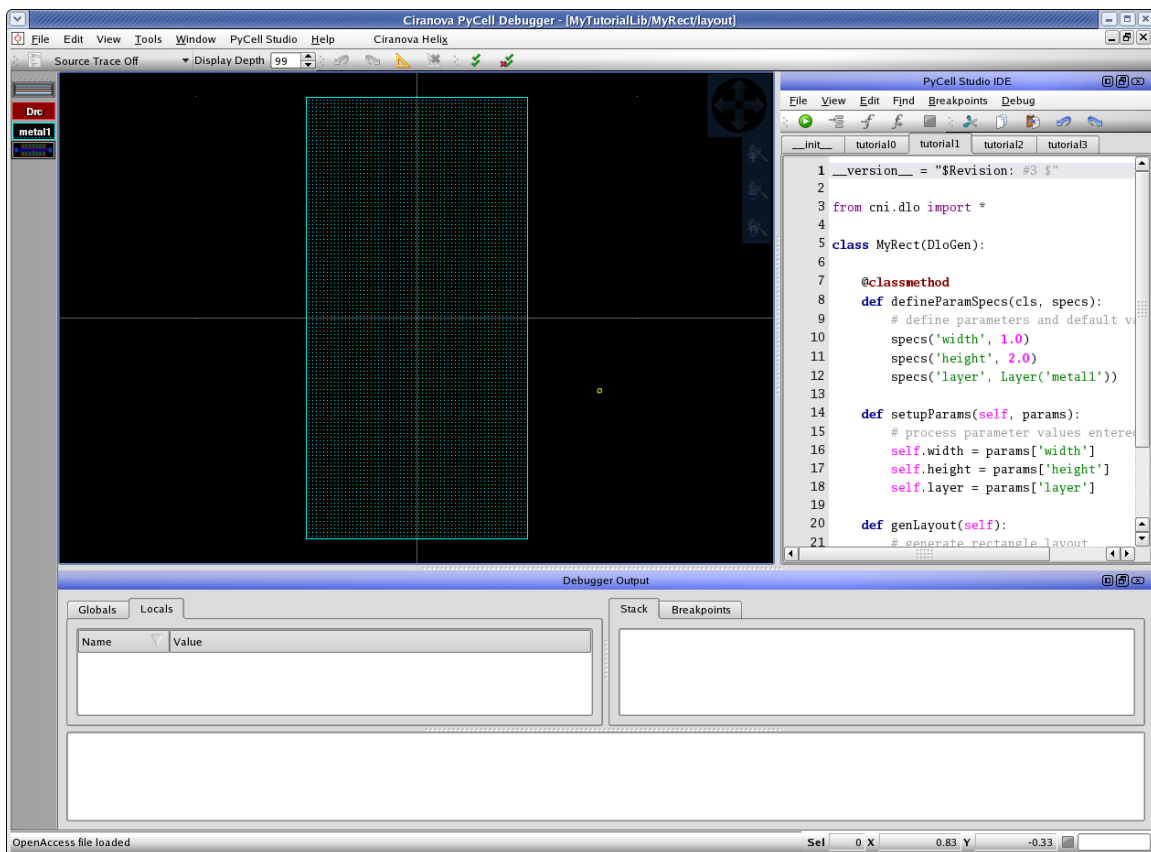 Ciranova PyCell Debugger - [MyTutorialLib/MyRect/layout]
File Edit View Tools Window PyCell Studio Help Ciranova Helix
Source Trace Off Display Depth 99
Drc
metal1
PyCell Studio IDE
File View Edit Find Breakpoints Debug
__init__ tutorial0 tutorial1 tutorial2 tutorial3
1 __version__ = "$Revision: #3 $"
2
3 from cni.dlo import *
4
5 class MyRect(DloGen):
6
7 @classmethod
8 def defineParamSpecs(cls, specs):
9 # define parameters and default va
10 specs('width', 1.0)
11 specs('height', 2.0)
12 specs('layer', Layer('metal1'))
13
14 def setupParams(self, params):
15 # process parameter values entered
16 self.width = params['width']
17 self.height = params['height']
18 self.layer = params['layer']
19
20 def genLayout(self):
21 # generate rectangle layout
Debugger Output
Globals Locals
Name Value
Stack Breakpoints
OpenAccess file loaded
Sel 0 X 0.83 Y -0.33